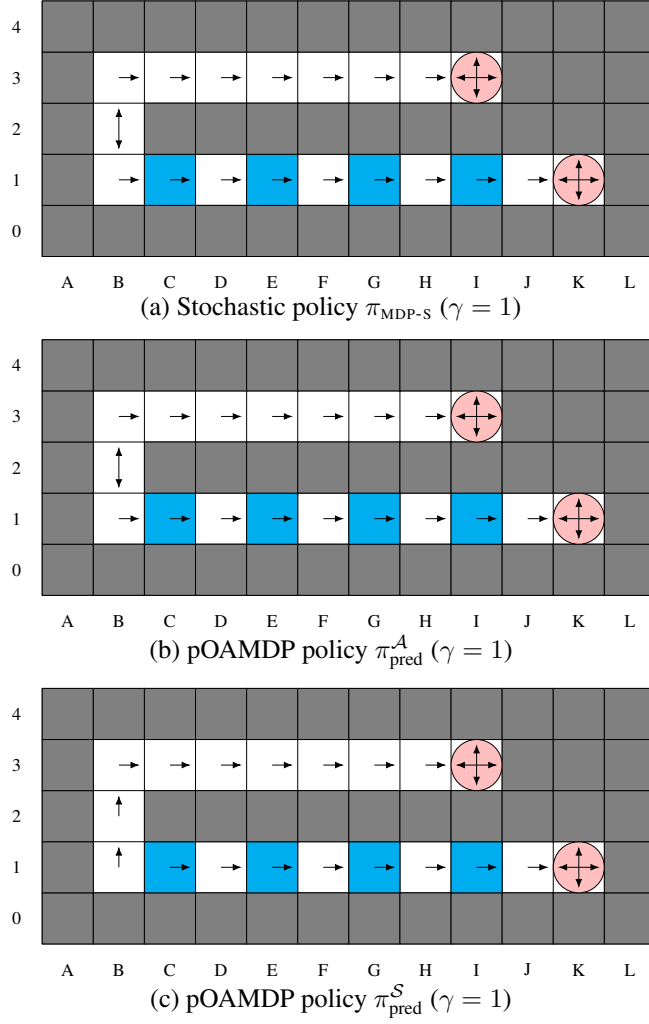 4
3
2
1
0
A B C D E F G H I J K L
(a) Stochastic policy π_MDP-S (γ = 1)
4
3
2
1
0
A B C D E F G H I J K L
(b) pOAMDP policy π^𝒜_pred (γ = 1)
4
3
2
1
0
A B C D E F G H I J K L
(c) pOAMDP policy π^𝒮_pred (γ = 1)